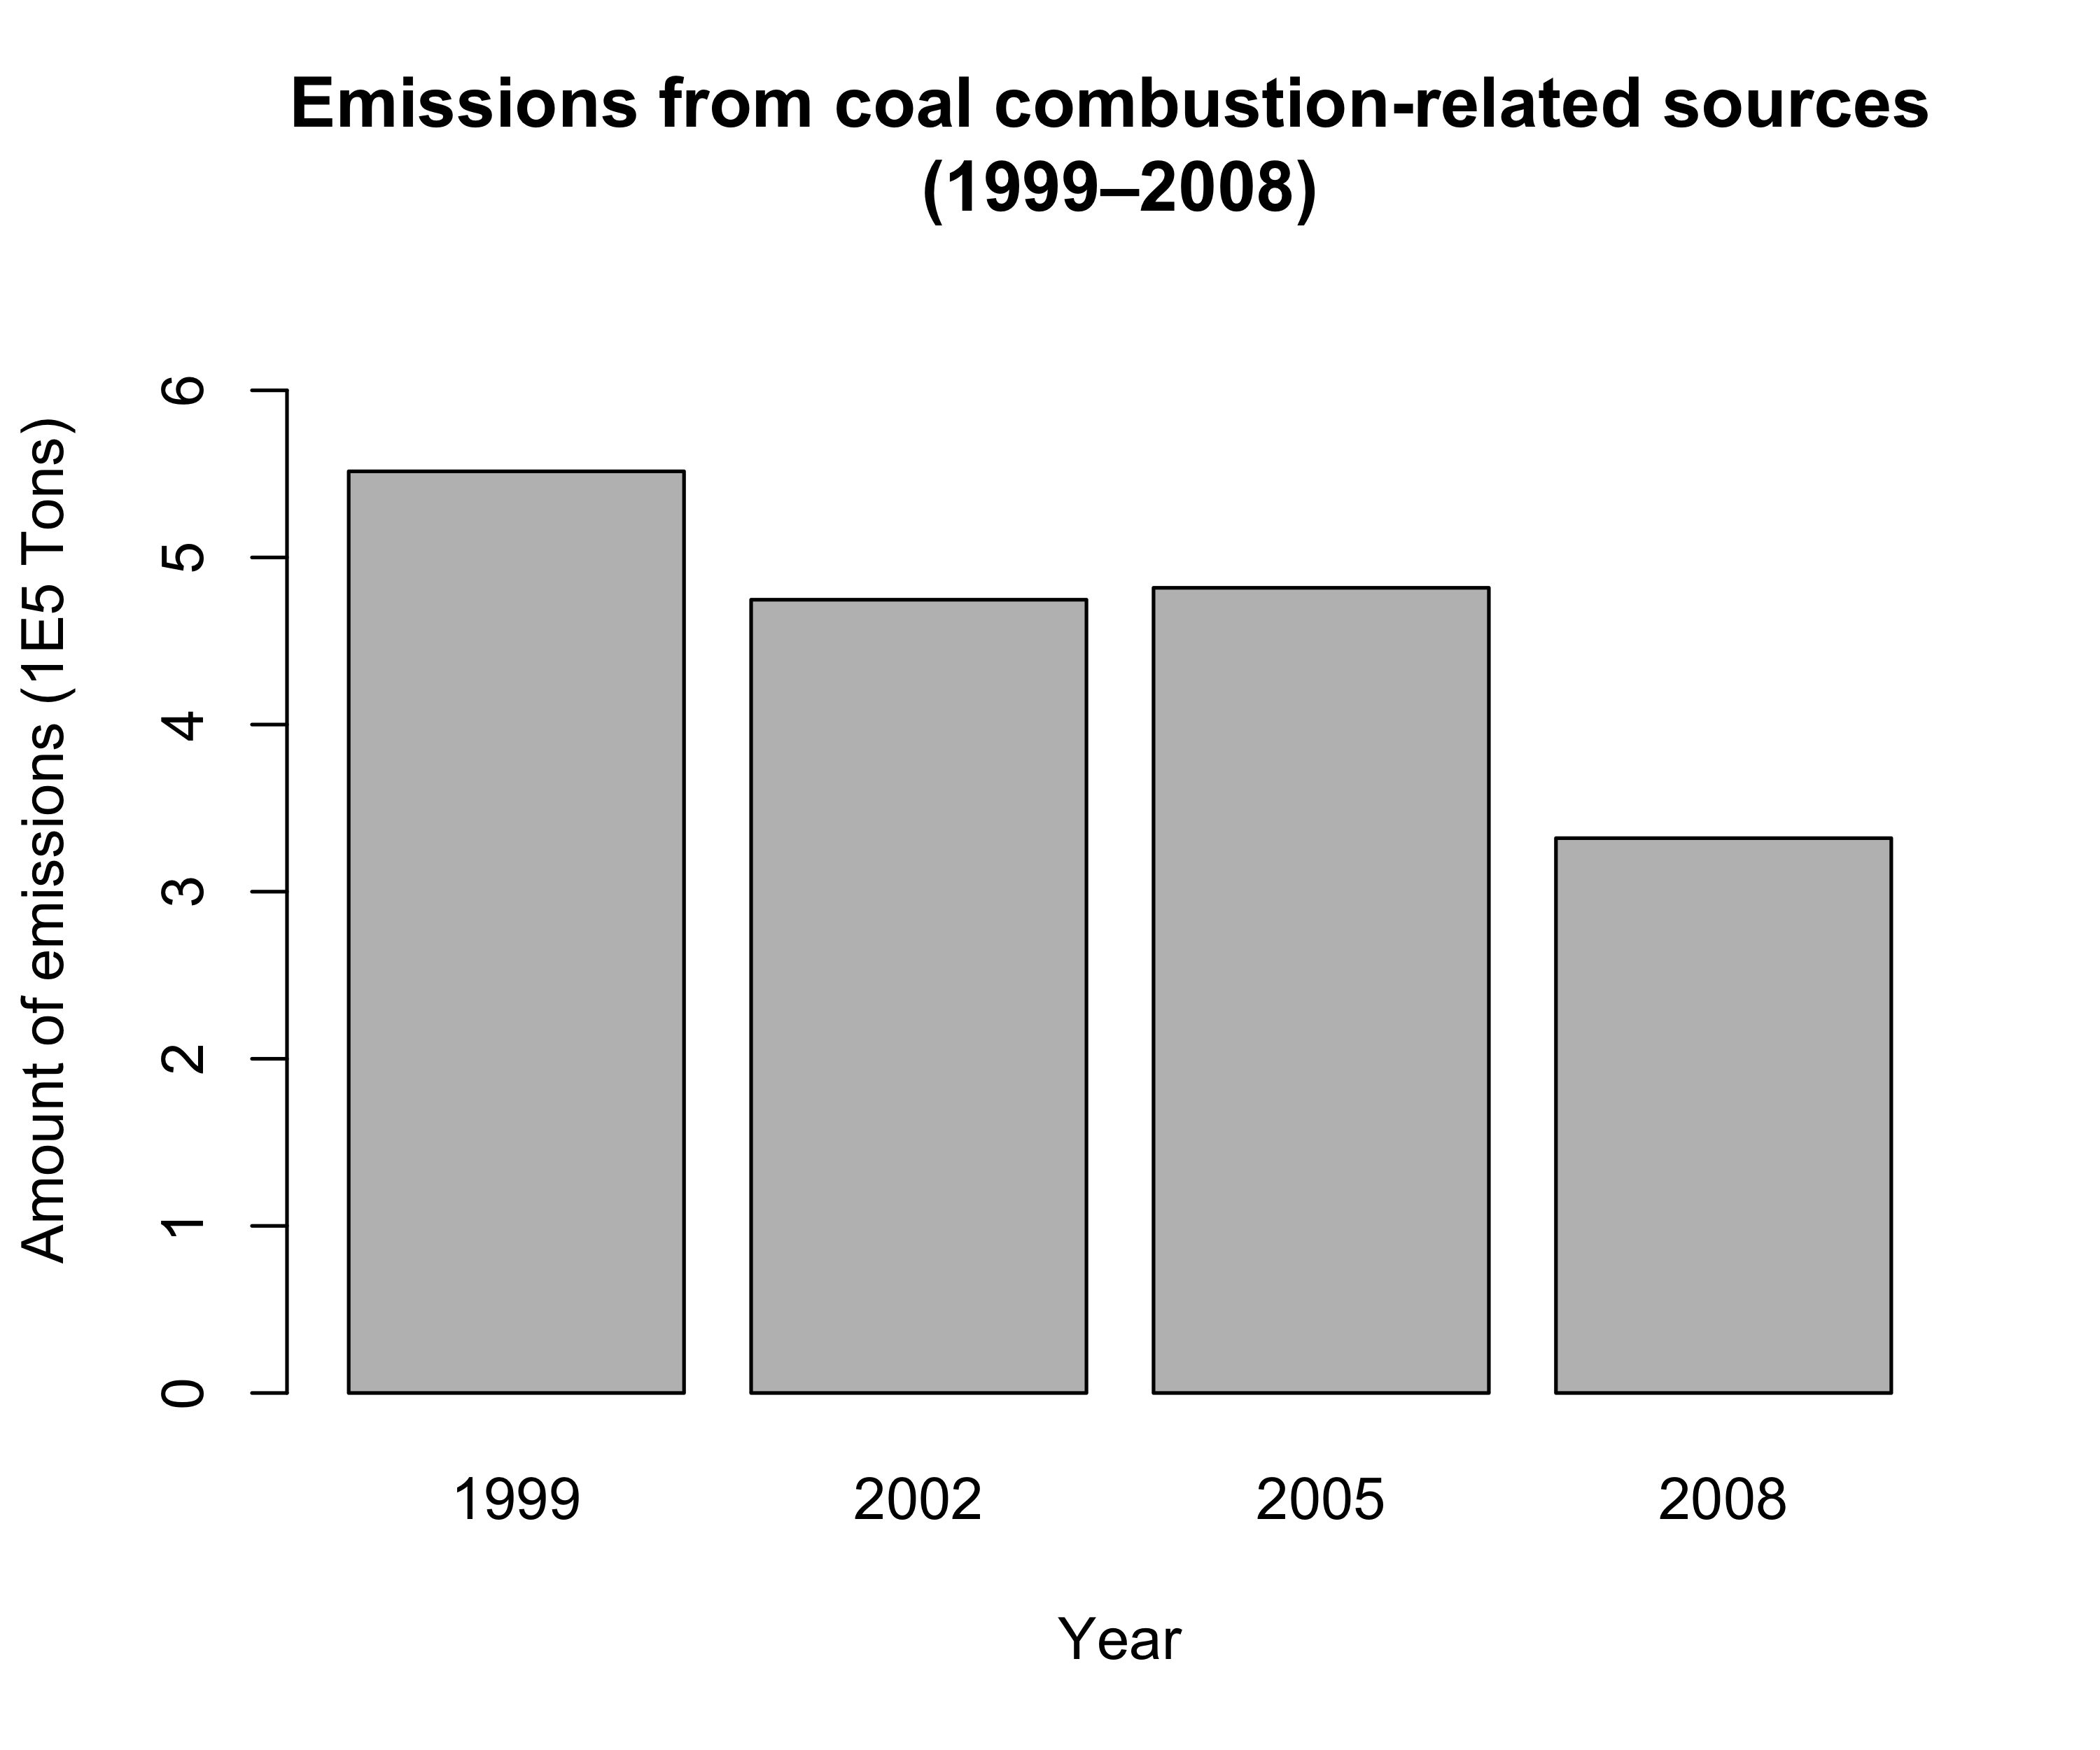 Emissions from coal combustion-related sources
(1999–2008)
Amount of emissions (1E5 Tons)
6
5
4
3
2
1
0
1999 2002 2005 2008
Year